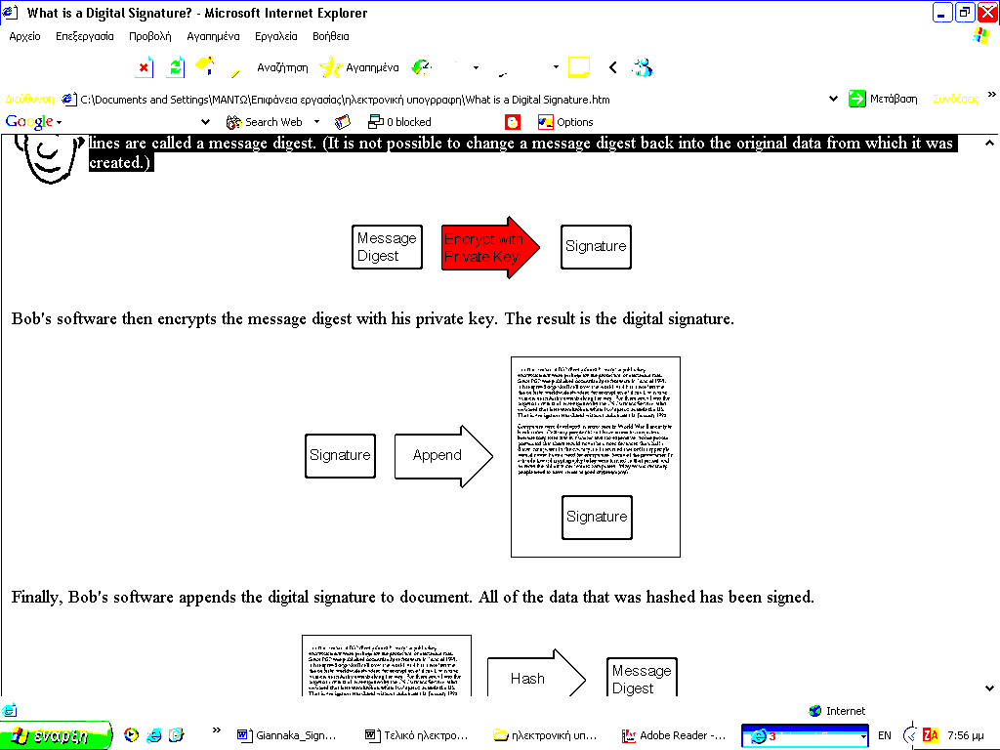 What is a Digital Signature? - Microsoft Internet Explorer
Αρχείο Επεξεργασία Προβολή Αγαπημένα Εργαλεία Βοήθεια
Αναζήτηση Αγαπημένα
Διεύθυνση C:\Documents and Settings\ΜΑΝΤΩ\Επιφάνεια εργασίας\ηλεκτρονική υπογραφη\What is a Digital Signature.htm Μετάβαση Συνδέσεις »
Google Search Web 0 blocked Options
lines are called a message digest. (It is not possible to change a message digest back into the original data from which it was
created.)
Message Digest
Encrypt with Private Key
Signature
Bob's software then encrypts the message digest with his private key. The result is the digital signature.
Signature
Append
Signature
Finally, Bob's software appends the digital signature to document. All of the data that was hashed has been signed.
Hash
Message Digest
Internet
έναρξη » Giannaka_Sign... Τελικό ηλεκτρο... ηλεκτρονική υπ... Adobe Reader -... 3 EN 7:56 μμ